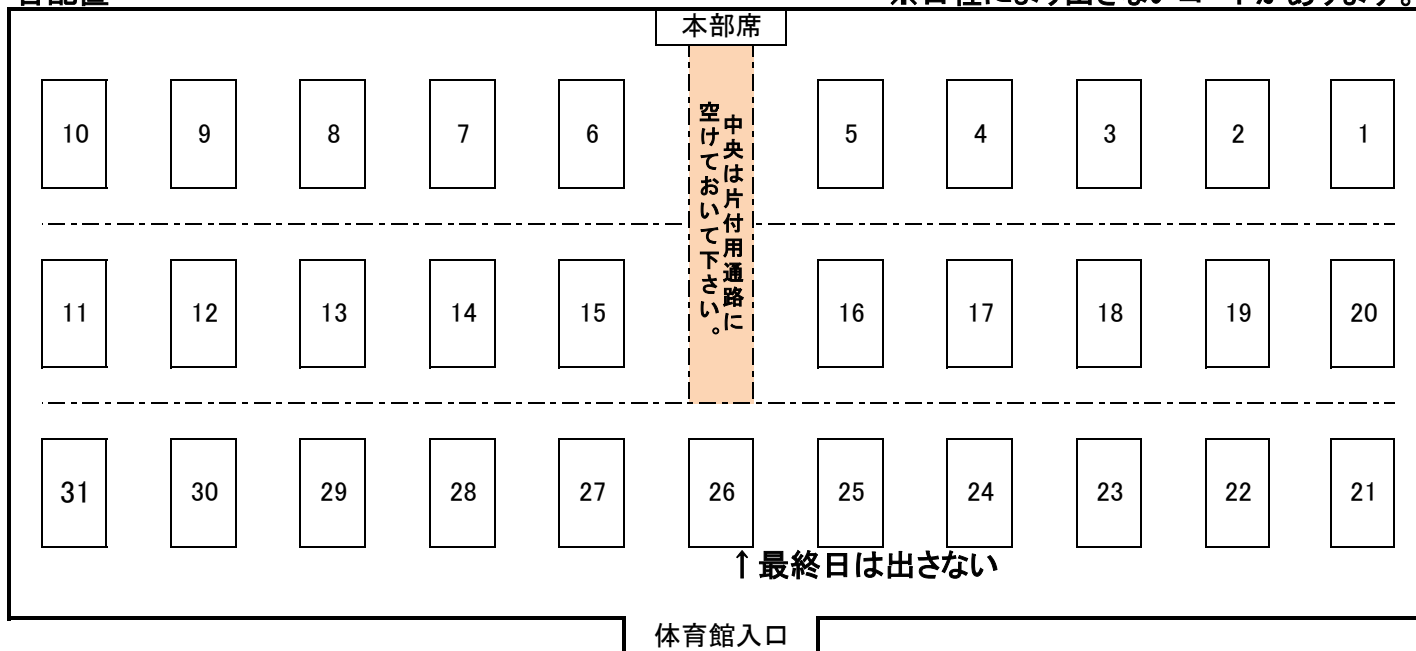 本部席
10 9 8 7 6 5 4 3 2 1
中央は片付用通路に
空けておいて下さい。
11 12 13 14 15 16 17 18 19 20
31 30 29 28 27 26 25 24 23 22 21
↑最終日は出さない
体育館入口